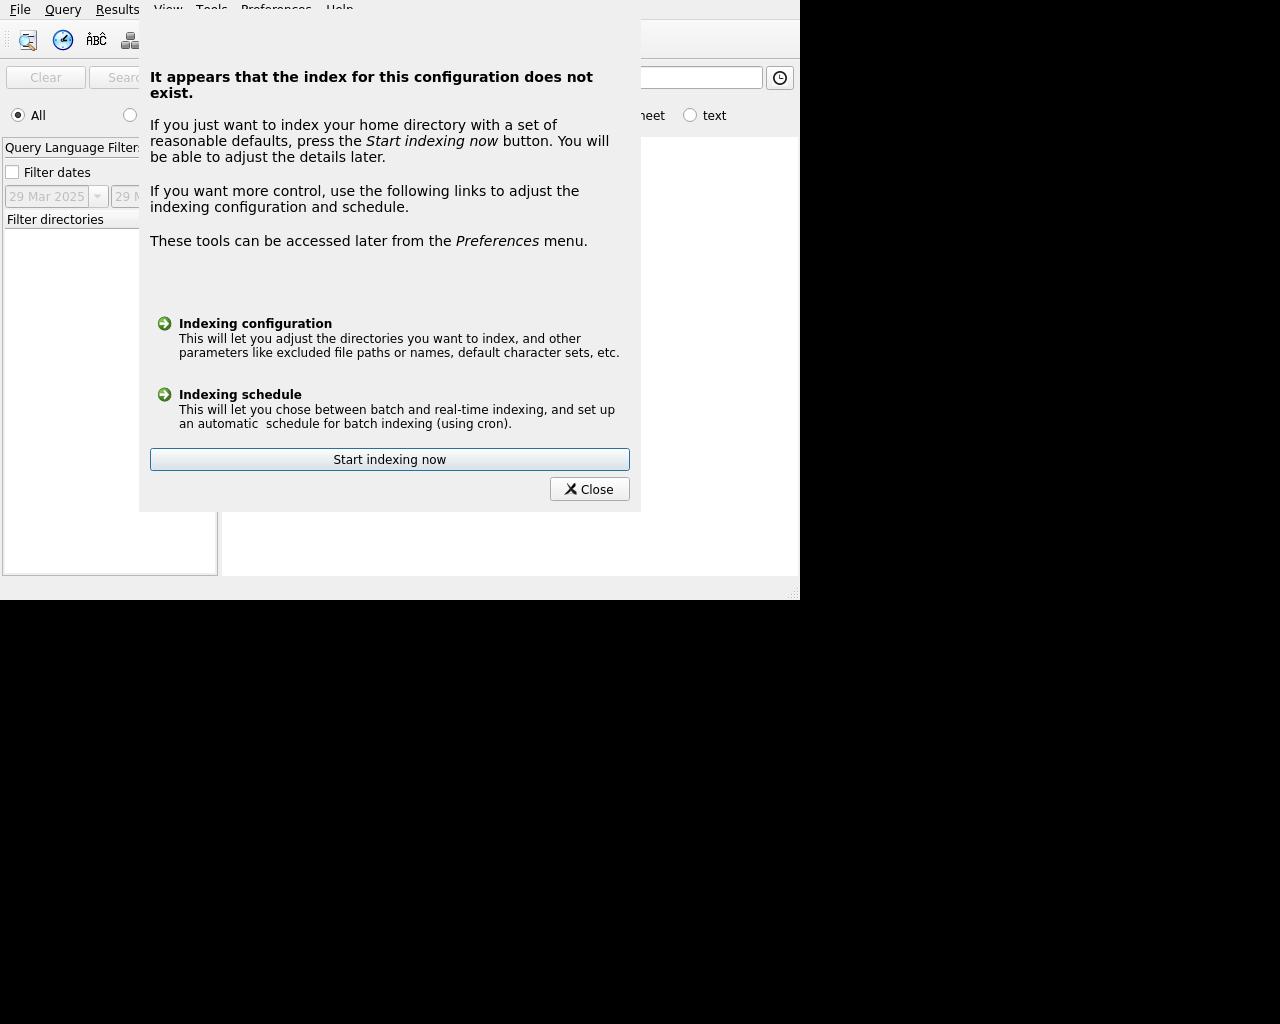 File Query Results View Tools Preferences Help
ABC
Clear
All
text
Query Language Filters
Filter dates
29 Mar 2025
Filter directories
It appears that the index for this configuration does not
exist.
If you just want to index your home directory with a set of
reasonable defaults, press the Start indexing now button. You will
be able to adjust the details later.
If you want more control, use the following links to adjust the
indexing configuration and schedule.
These tools can be accessed later from the Preferences menu.
Indexing configuration
This will let you adjust the directories you want to index, and other
parameters like excluded file paths or names, default character sets, etc.
Indexing schedule
This will let you chose between batch and real-time indexing, and set up
an automatic  schedule for batch indexing (using cron).
Start indexing now
Close